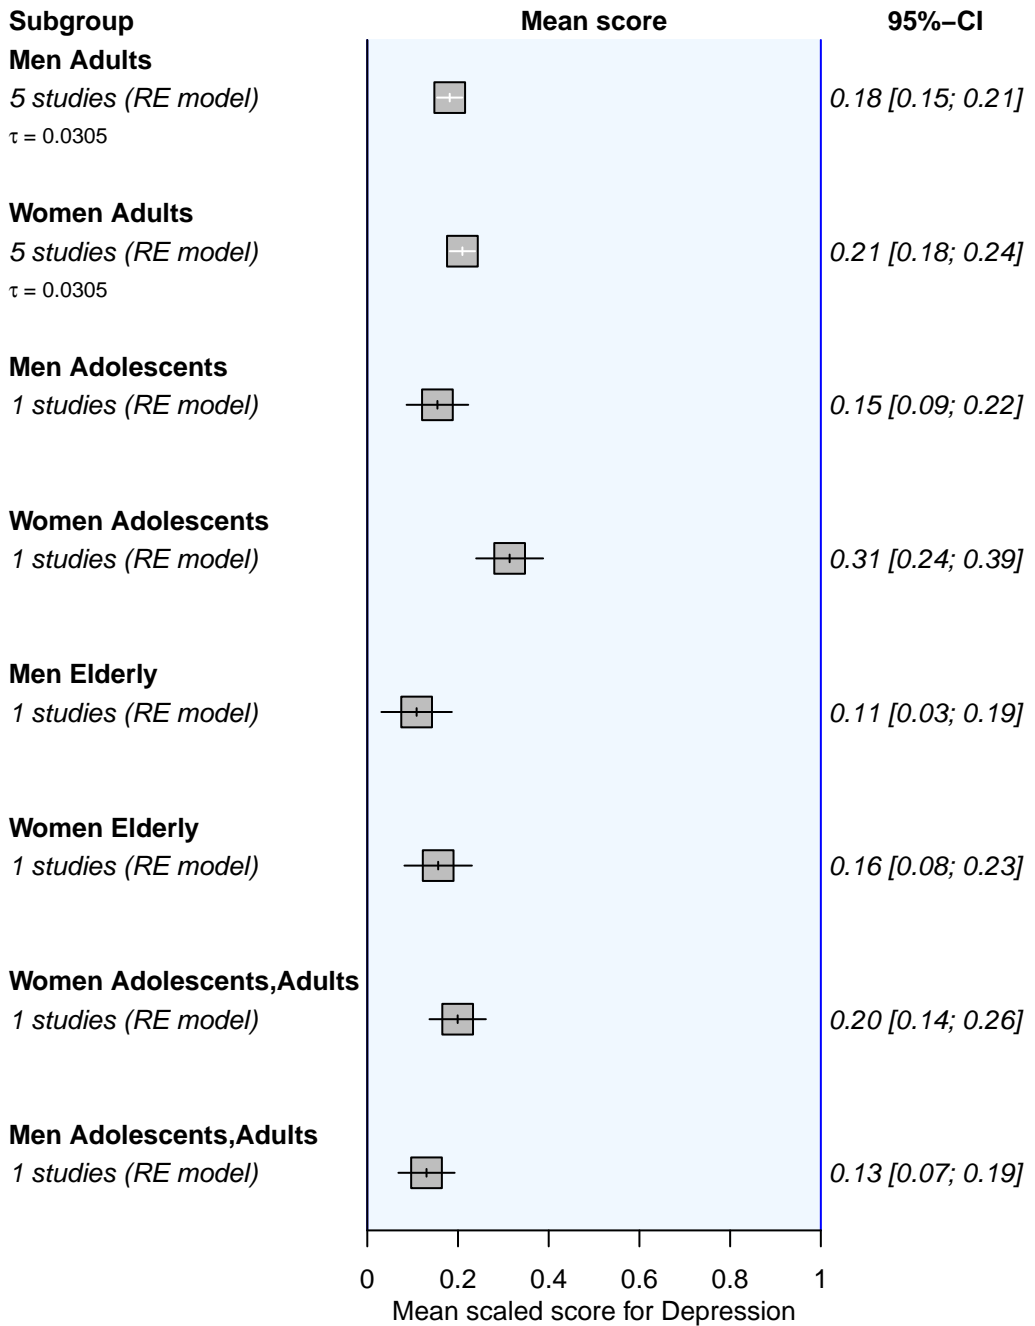 Subgroup Mean score 95%−CI
Men Adults
5 studies (RE model) 0.18 [0.15; 0.21]
τ = 0.0305
Women Adults
5 studies (RE model) 0.21 [0.18; 0.24]
τ = 0.0305
Men Adolescents
1 studies (RE model) 0.15 [0.09; 0.22]
Women Adolescents
1 studies (RE model) 0.31 [0.24; 0.39]
Men Elderly
1 studies (RE model) 0.11 [0.03; 0.19]
Women Elderly
1 studies (RE model) 0.16 [0.08; 0.23]
Women Adolescents,Adults
1 studies (RE model) 0.20 [0.14; 0.26]
Men Adolescents,Adults
1 studies (RE model) 0.13 [0.07; 0.19]
0 0.2 0.4 0.6 0.8 1
Mean scaled score for Depression